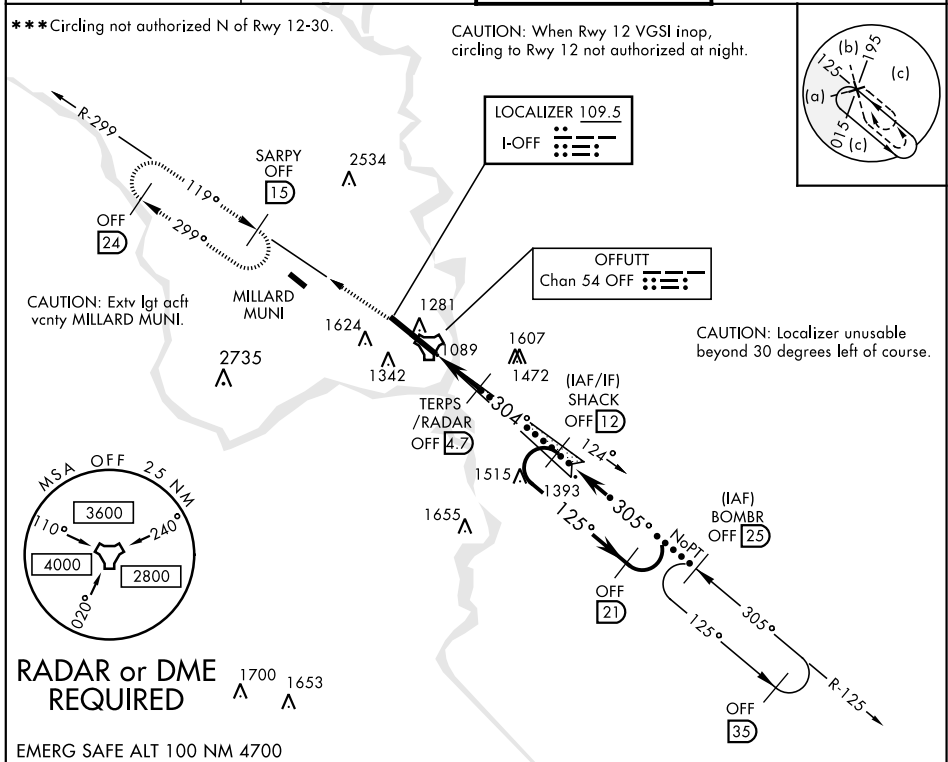 ***Circling not authorized N of Rwy 12-30.
CAUTION: When Rwy 12 VGSI inop,
circling to Rwy 12 not authorized at night.
(b)
195
125°
(c)
(a)
015
(c)
LOCALIZER 109.5
I-OFF
R-299
SARPY
OFF
15
2534
119°
299°
OFF
24
OFFUTT
Chan 54 OFF
MILLARD
MUNI
CAUTION: Extv lgt acft
vcnty MILLARD MUNI.
1281
1624
1089
1342
1607
1472
2735
CAUTION: Localizer unusable
beyond 30 degrees left of course.
TERPS
/RADAR
OFF 4.7
304°
(IAF/IF)
SHACK
OFF 12
124°
1515
1393
1655
125°
305°
NoPT
(IAF)
BOMBR
OFF 25
OFF
21
125°
305°
R-125
OFF
35
MSA OFF 25 NM
3600
110°
240°
4000
2800
020°
RADAR or DME
REQUIRED
1700
1653
EMERG SAFE ALT 100 NM 4700